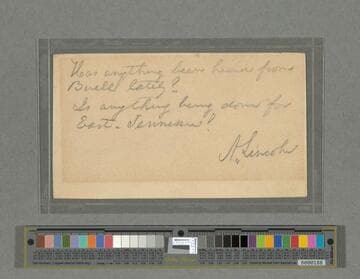 Has anything been heard from
Buell lately?
Is anything being done for
East-Tennessee?
A. Lincoln